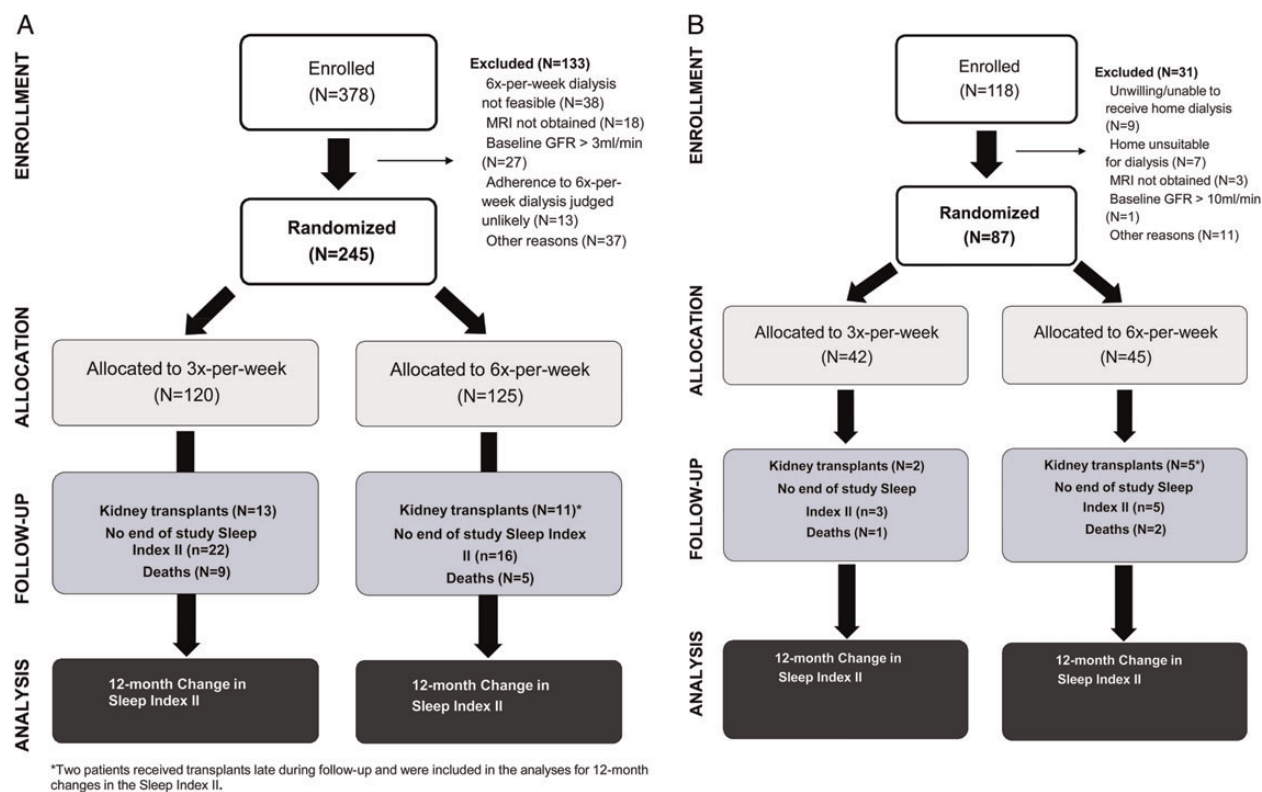 A
ENROLLMENT
Enrolled
(N=378)
Excluded (N=133)
6x-per-week dialysis
not feasible (N=38)
MRI not obtained (N=18)
Baseline GFR > 3ml/min
(N=27)
Adherence to 6x-per-
week dialysis judged
unlikely (N=13)
Other reasons (N=37)
Randomized
(N=245)
ALLOCATION
Allocated to 3x-per-week
(N=120)
Allocated to 6x-per-week
(N=125)
FOLLOW-UP
Kidney transplants (N=13)
No end of study Sleep
Index II (n=22)
Deaths (N=9)
Kidney transplants (N=11)*
No end of study Sleep Index
II (n=16)
Deaths (N=5)
ANALYSIS
12-month Change in
Sleep Index II
12-month Change in
Sleep Index II
*Two patients received transplants late during follow-up and were included in the analyses for 12-month
changes in the Sleep Index II.
B
ENROLLMENT
Enrolled
(N=118)
Excluded (N=31)
Unwilling/unable to
receive home dialysis
(N=9)
Home unsuitable
for dialysis (N=7)
MRI not obtained (N=3)
Baseline GFR > 10ml/min
(N=1)
Other reasons (N=11)
Randomized
(N=87)
ALLOCATION
Allocated to 3x-per-week
(N=42)
Allocated to 6x-per-week
(N=45)
FOLLOW-UP
Kidney transplants (N=2)
No end of study Sleep
Index II (n=3)
Deaths (N=1)
Kidney transplants (N=5*)
No end of study Sleep
Index II (n=5)
Deaths (N=2)
ANALYSIS
12-month Change in
Sleep Index II
12-month Change in
Sleep Index II